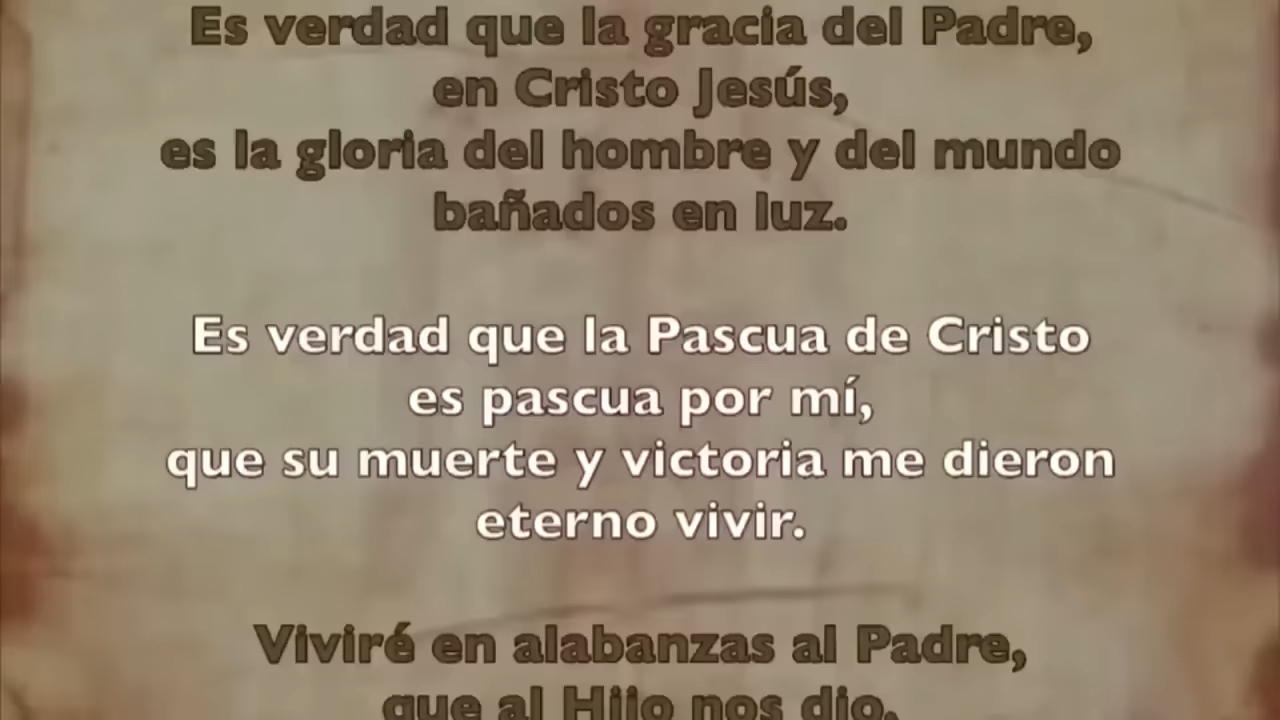 Es verdad que la gracia del Padre,
en Cristo Jesús,
es la gloria del hombre y del mundo
bañados en luz.
Es verdad que la Pascua de Cristo
es pascua por mí,
que su muerte y victoria me dieron
eterno vivir.
Viviré en alabanzas al Padre,
que al Hijo nos dio,